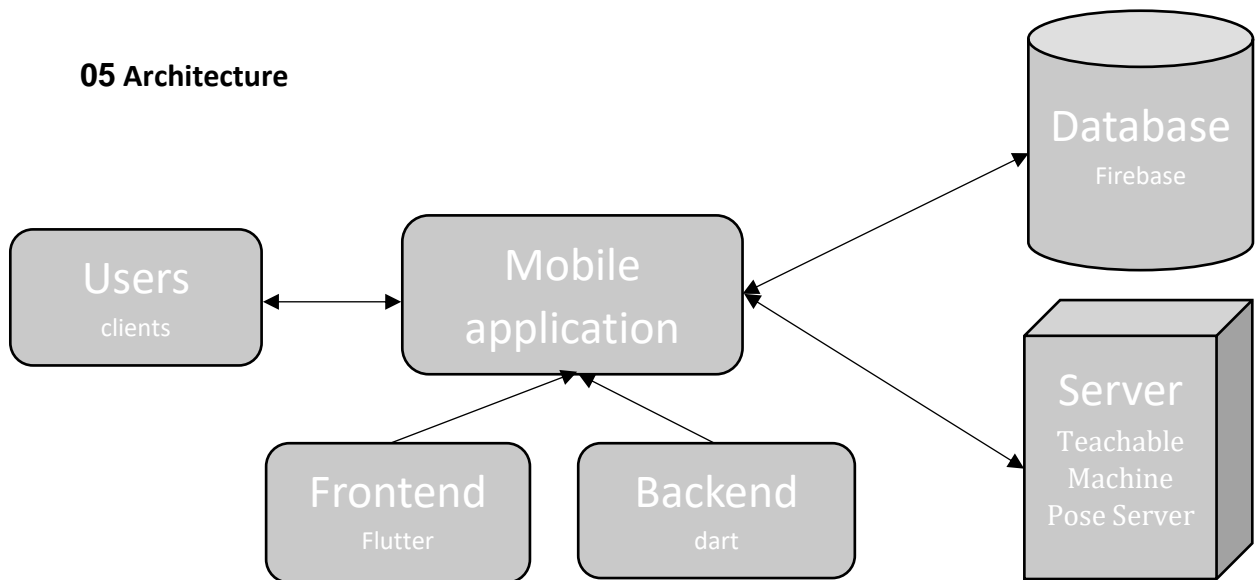 05 Architecture
Database
Firebase
Users
clients
Mobile
application
Server
Teachable
Machine
Pose Server
Frontend
Flutter
Backend
dart